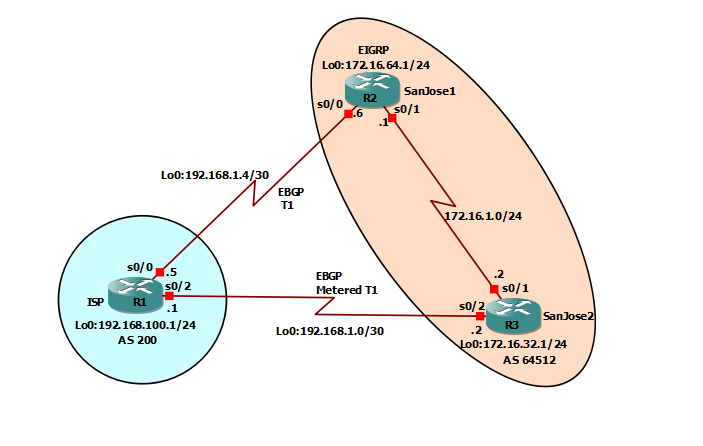 EIGRP
Lo0:172.16.64.1/24
R2
SanJose1
s0/0
s0/1
.6
.1
Lo0:192.168.1.4/30
EBGP
T1
172.16.1.0/24
s0/0
.5
s0/2
ISP
R1
.1
Lo0:192.168.100.1/24
AS 200
EBGP
Metered T1
Lo0:192.168.1.0/30
.2
s0/1
s0/2
SanJose2
R3
.2
Lo0:172.16.32.1/24
AS 64512